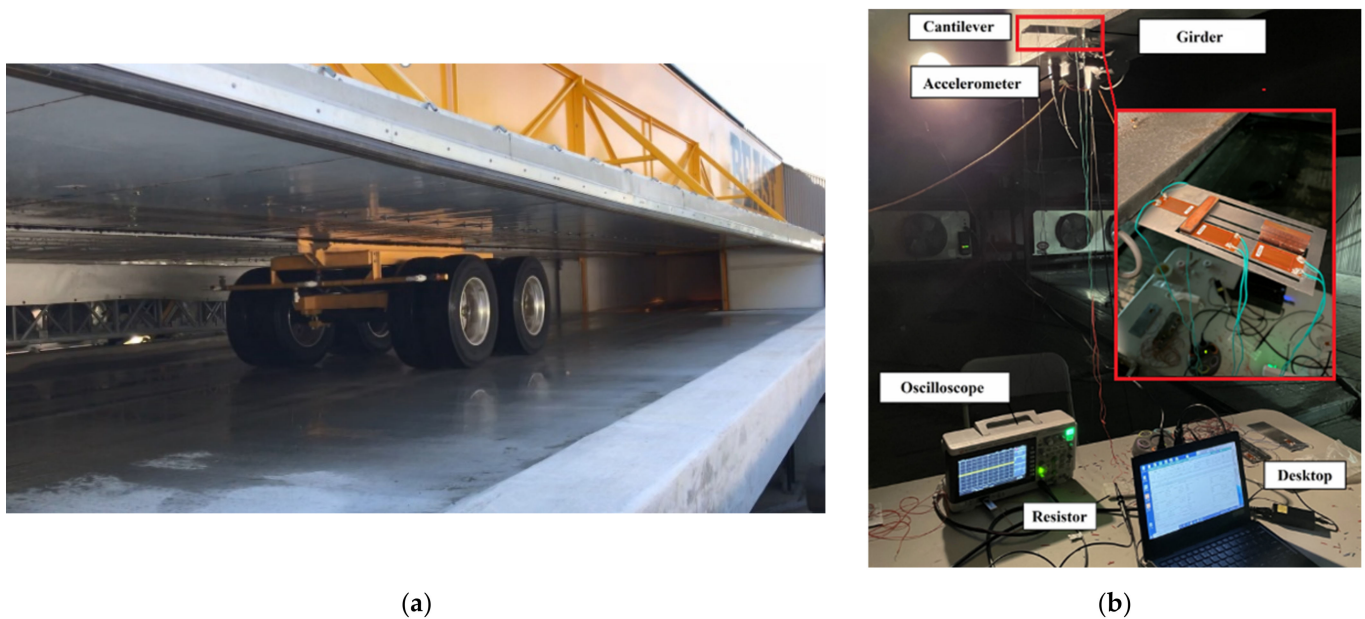 Cantilever
Girder
Accelerometer
Oscilloscope
Desktop
Resistor
(a)
(b)